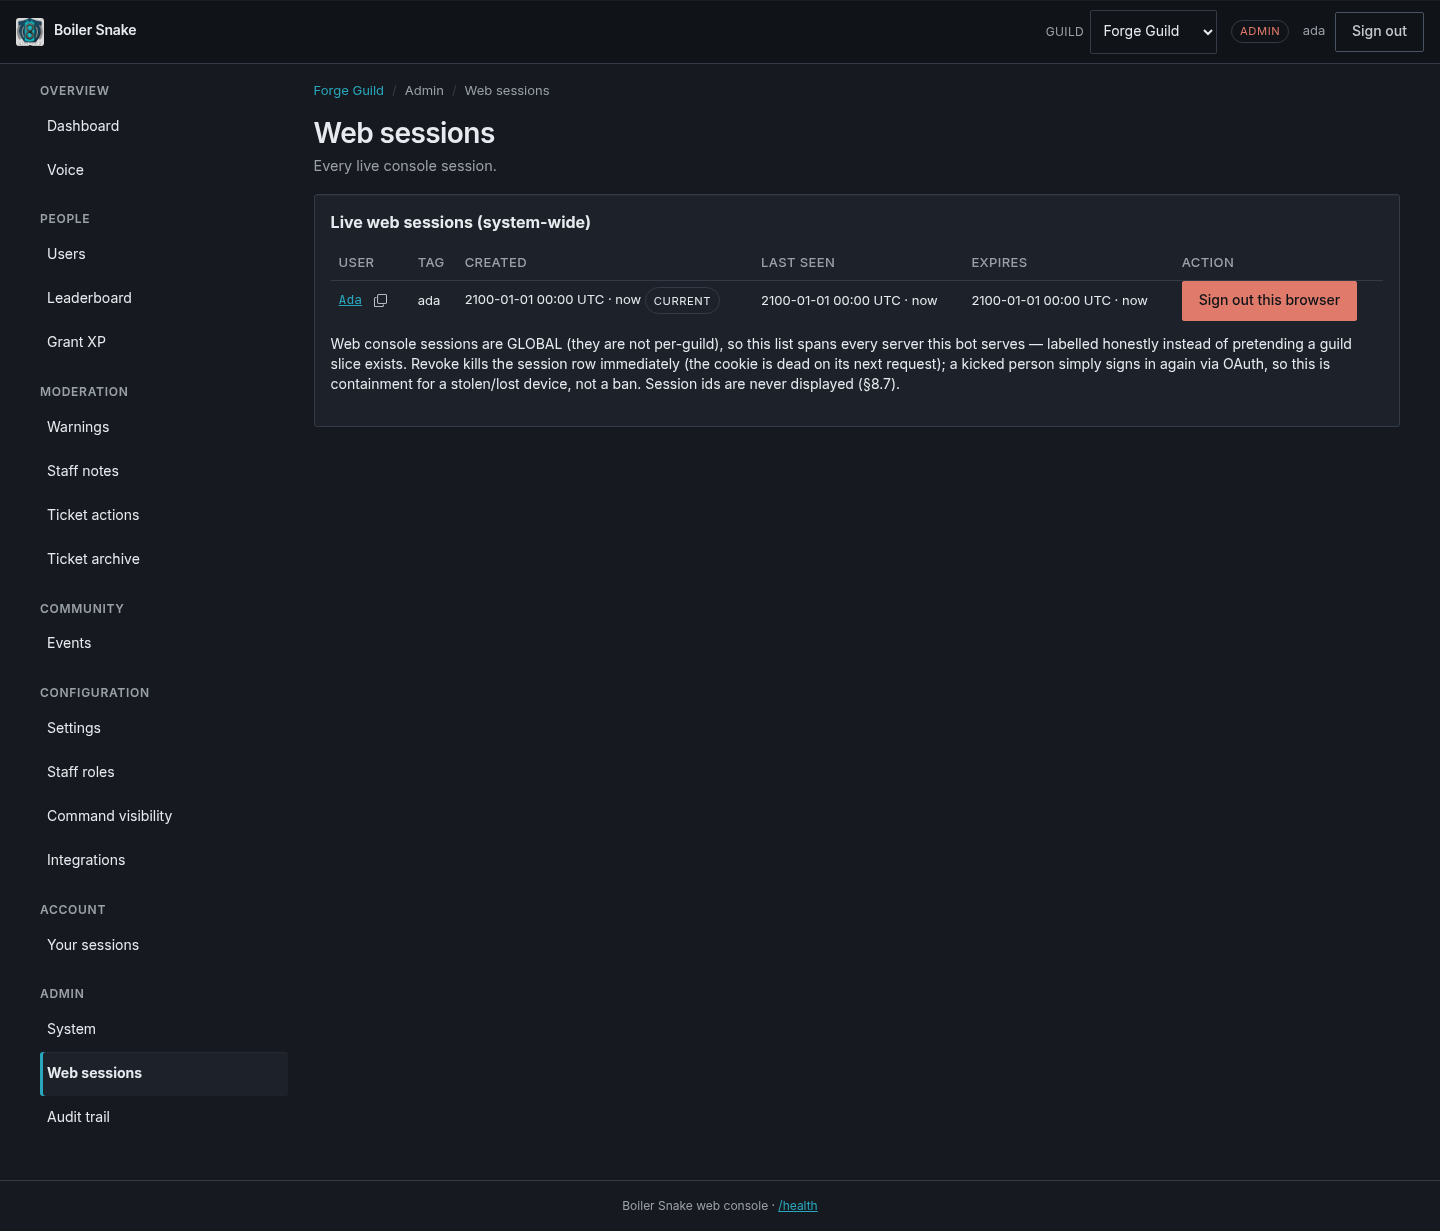 Boiler Snake
GUILD Forge Guild ADMIN ada Sign out
OVERVIEW
Dashboard
Voice
PEOPLE
Users
Leaderboard
Grant XP
MODERATION
Warnings
Staff notes
Ticket actions
Ticket archive
COMMUNITY
Events
CONFIGURATION
Settings
Staff roles
Command visibility
Integrations
ACCOUNT
Your sessions
ADMIN
System
Web sessions
Audit trail
Forge Guild / Admin / Web sessions
Web sessions
Every live console session.
Live web sessions (system-wide)
USER TAG CREATED LAST SEEN EXPIRES ACTION
Ada ada 2100-01-01 00:00 UTC · now CURRENT 2100-01-01 00:00 UTC · now 2100-01-01 00:00 UTC · now Sign out this browser
Web console sessions are GLOBAL (they are not per-guild), so this list spans every server this bot serves — labelled honestly instead of pretending a guild
slice exists. Revoke kills the session row immediately (the cookie is dead on its next request); a kicked person simply signs in again via OAuth, so this is
containment for a stolen/lost device, not a ban. Session ids are never displayed (§8.7).
Boiler Snake web console · /health